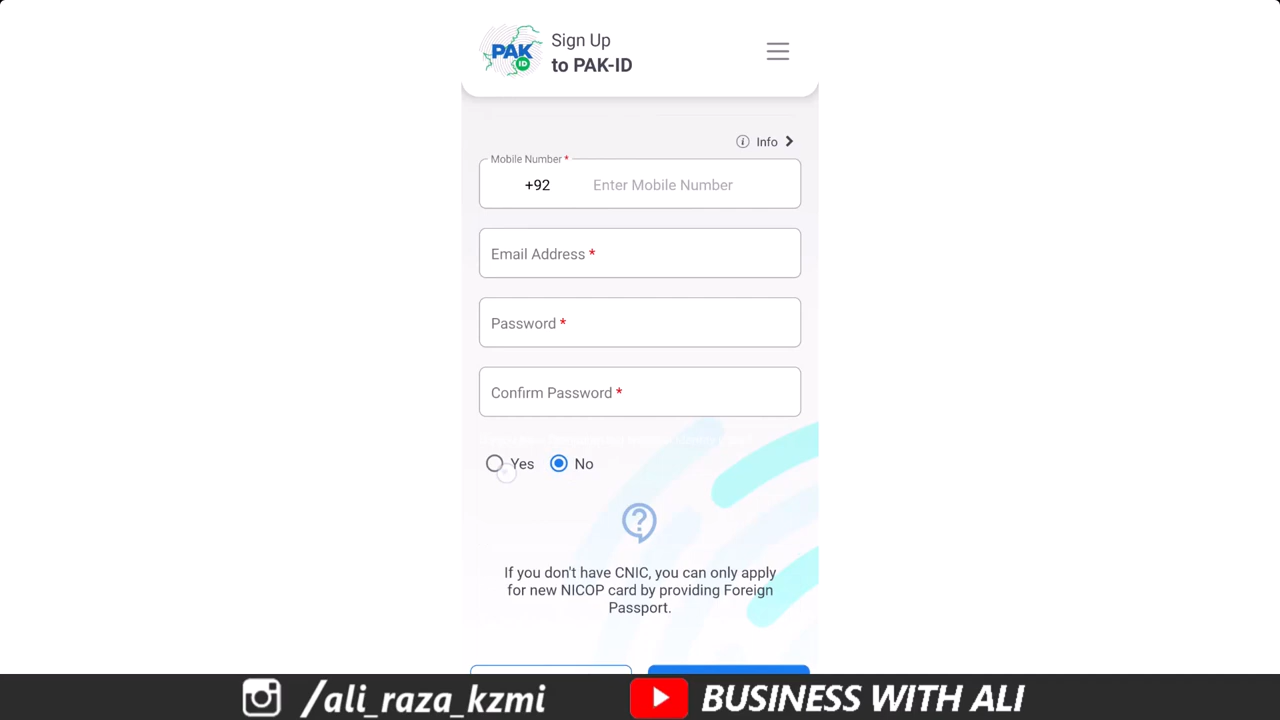 PAK
ID
Sign Up
to PAK-ID
Info
Mobile Number *
+92
Enter Mobile Number
Email Address *
Password *
Confirm Password *
Yes
No
If you don't have CNIC, you can only apply
for new NICOP card by providing Foreign
Passport.
/ali_raza_kzmi
BUSINESS WITH ALI